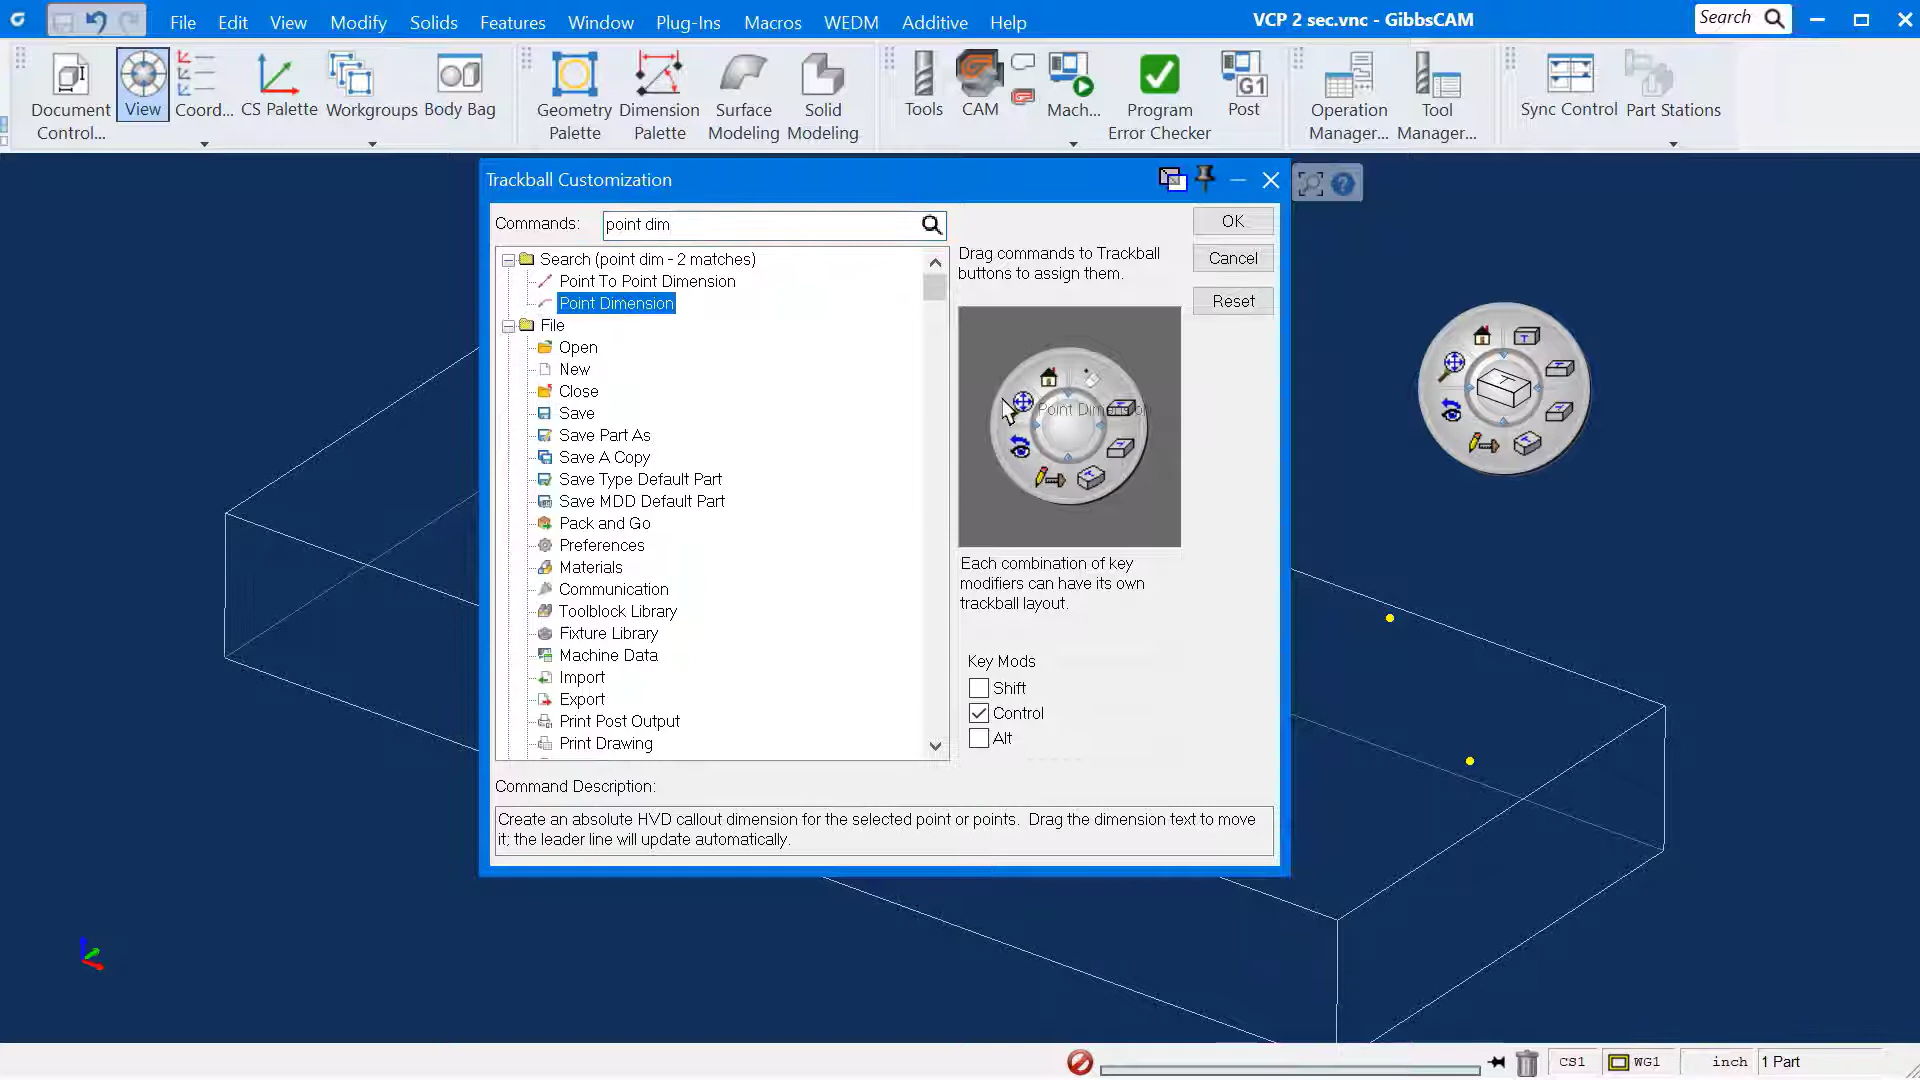 File Edit View Modify Solids Features Window Plug-Ins Macros WEDM Additive Help
VCP 2 sec.vnc - GibbsCAM
Search
Document Control...
View
Coord...
CS Palette
Workgroups
Body Bag
Geometry Palette
Dimension Palette
Surface Modeling
Solid Modeling
Tools
CAM
Mach...
Program Error Checker
G1
Post
Operation Manager...
Tool Manager...
Sync Control
Part Stations
Trackball Customization
Commands: point dim
Search (point dim - 2 matches)
Point To Point Dimension
Point Dimension
File
Open
New
Close
Save
Save Part As
Save A Copy
Save Type Default Part
Save MDD Default Part
Pack and Go
Preferences
Materials
Communication
Toolblock Library
Fixture Library
Machine Data
Import
Export
Print Post Output
Print Drawing
Drag commands to Trackball
buttons to assign them.
Point Dimension
Each combination of key
modifiers can have its own
trackball layout.
Key Mods
Shift
Control
Alt
OK
Cancel
Reset
Command Description:
Create an absolute HVD callout dimension for the selected point or points. Drag the dimension text to move
it; the leader line will update automatically.
CS1 WG1 inch 1 Part